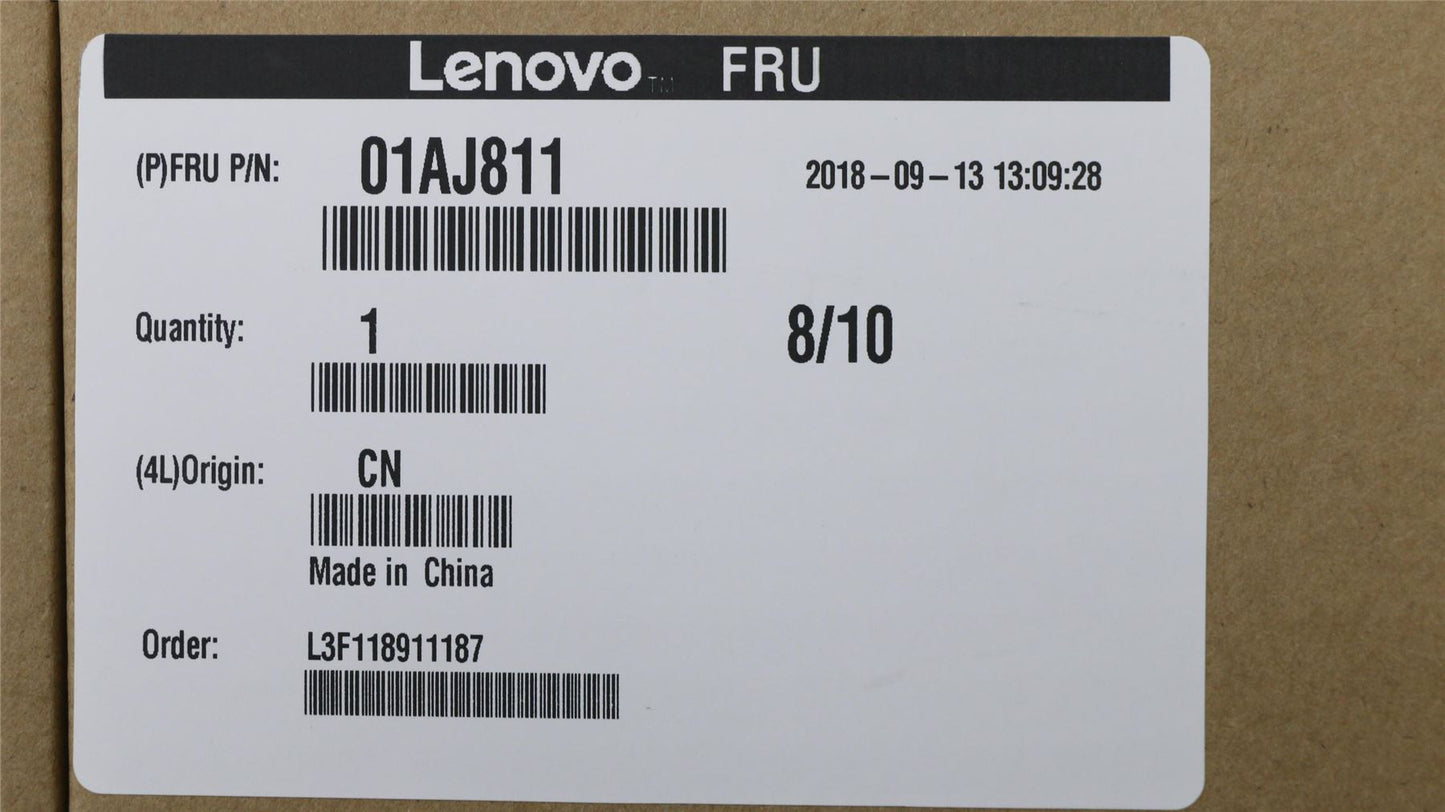 Lenovo™ FRU
(P)FRU P/N: 01AJ811 2018-09-13 13:09:28
Quantity: 1 8/10
(4L)Origin: CN
Made in China
Order: L3F118911187